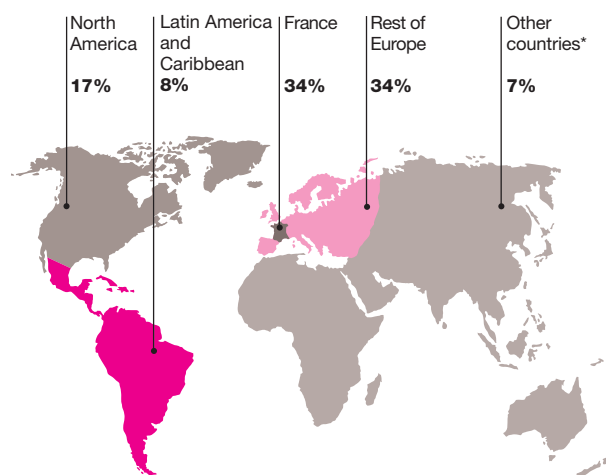 North
America
17%
Latin America
and
Caribbean
8%
France
34%
Rest of
Europe
34%
Other
countries*
7%